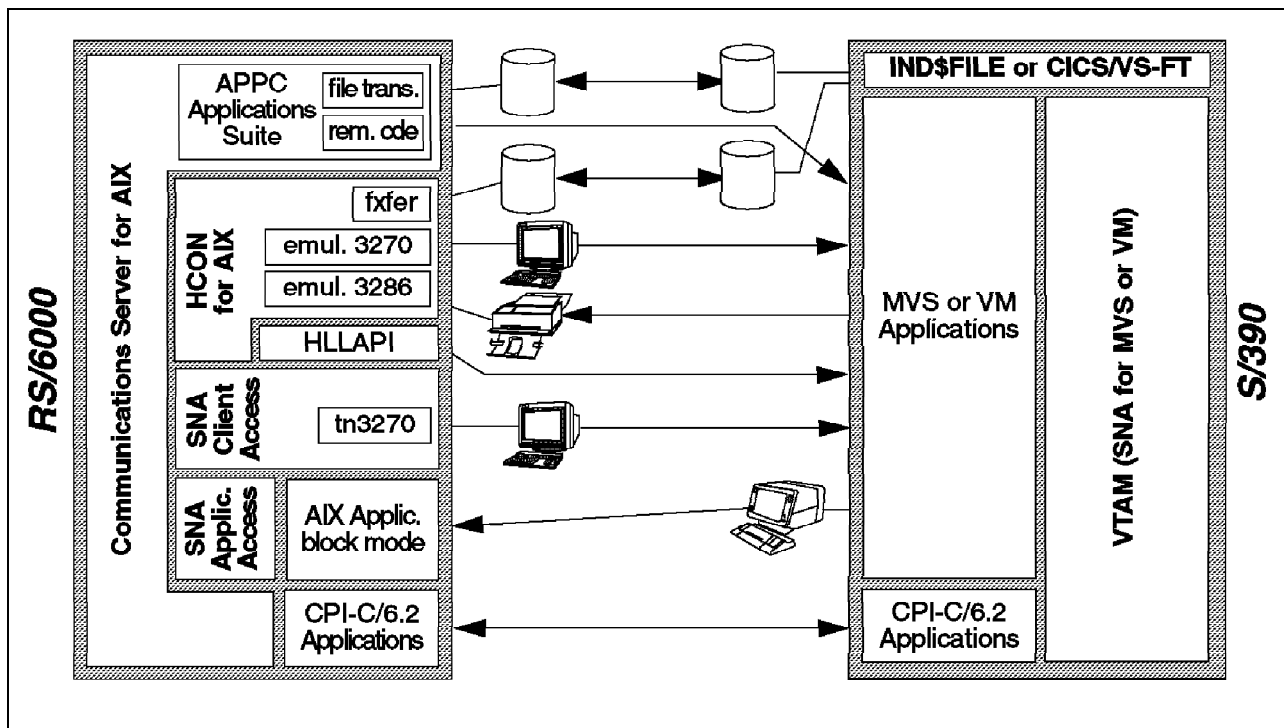 RS/6000
Communications Server for AIX
APPC
Applications
Suite
file trans.
rem. cde
HCON
for AIX
fxfer
emul. 3270
emul. 3286
HLLAPI
SNA
Client
Access
tn3270
SNA
Applic.
Access
AIX Applic.
block mode
CPI-C/6.2
Applications
IND$FILE or CICS/VS-FT
MVS or VM
Applications
CPI-C/6.2
Applications
VTAM (SNA for MVS or VM)
S/390